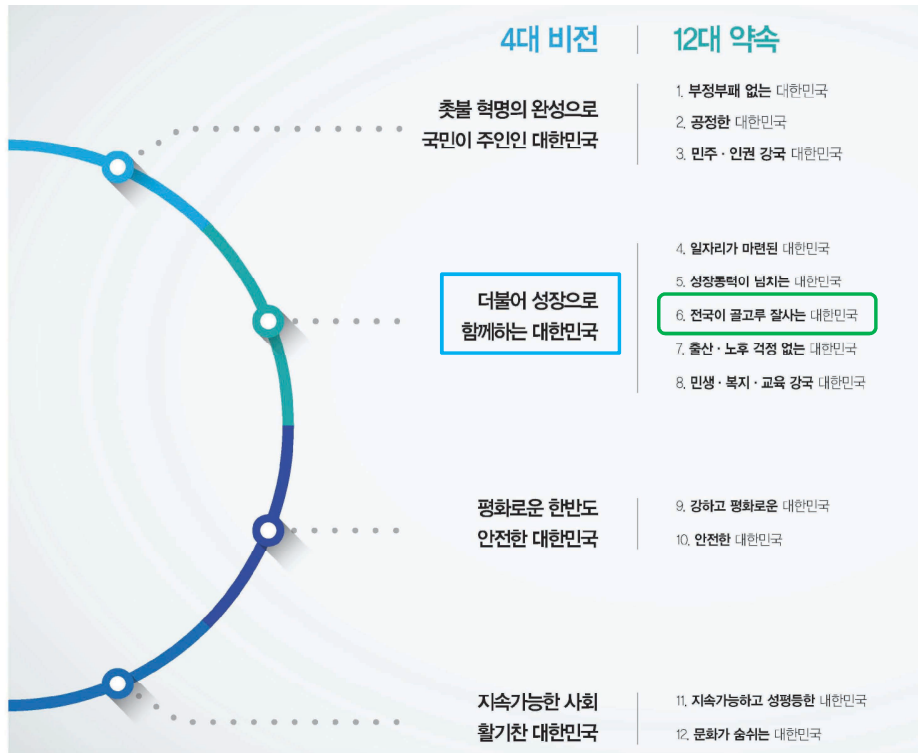 4대 비전
12대 약속
촛불 혁명의 완성으로
국민이 주인인 대한민국
1. 부정부패 없는 대한민국
2. 공정한 대한민국
3. 민주 · 인권 강국 대한민국
더불어 성장으로
함께하는 대한민국
4. 일자리가 마련된 대한민국
5. 성장동력이 넘치는 대한민국
6. 전국이 골고루 잘사는 대한민국
7. 출산 · 노후 걱정 없는 대한민국
8. 민생 · 복지 · 교육 강국 대한민국
평화로운 한반도
안전한 대한민국
9. 강하고 평화로운 대한민국
10. 안전한 대한민국
지속가능한 사회
활기찬 대한민국
11. 지속가능하고 성평등한 대한민국
12. 문화가 숨쉬는 대한민국